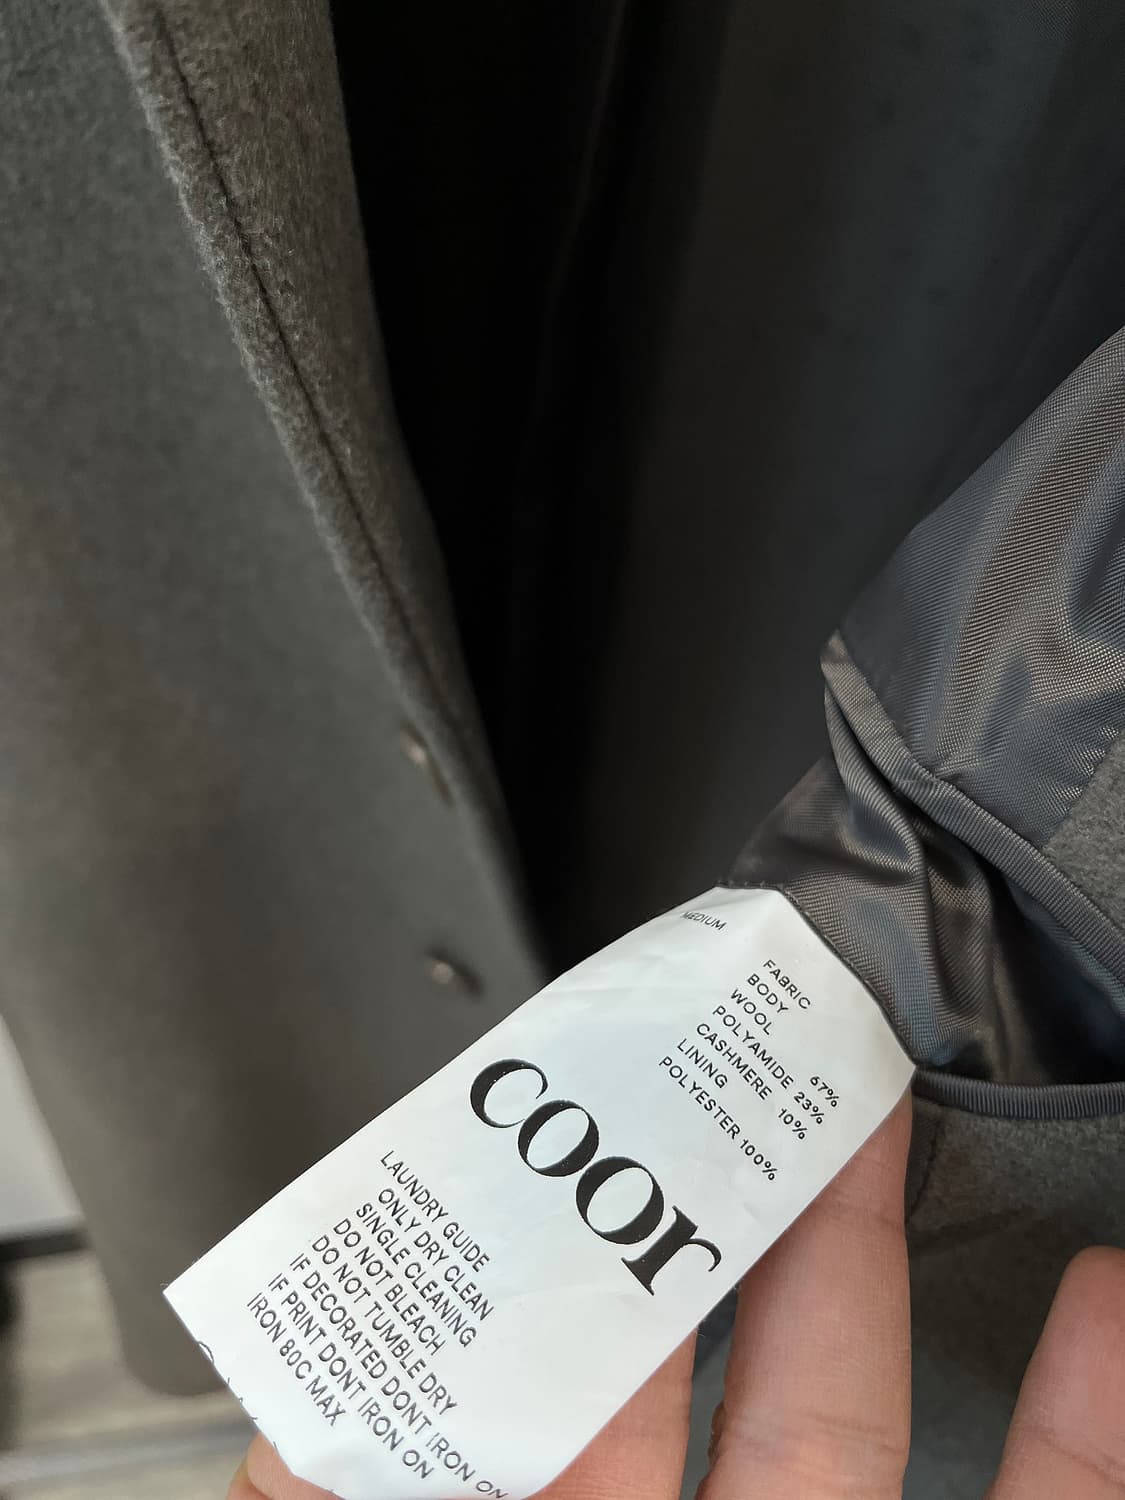 MEDIUM
FABRIC
BODY
WOOL 67%
POLYAMIDE 23%
CASHMERE 10%
LINING
POLYESTER 100%
coor
LAUNDRY GUIDE
ONLY DRY CLEAN
SINGLE CLEANING
DO NOT BLEACH
DO NOT TUMBLE DRY
IF DECORATED DONT IRON ON
IF PRINT DONT IRON ON
IRON 80C MAX